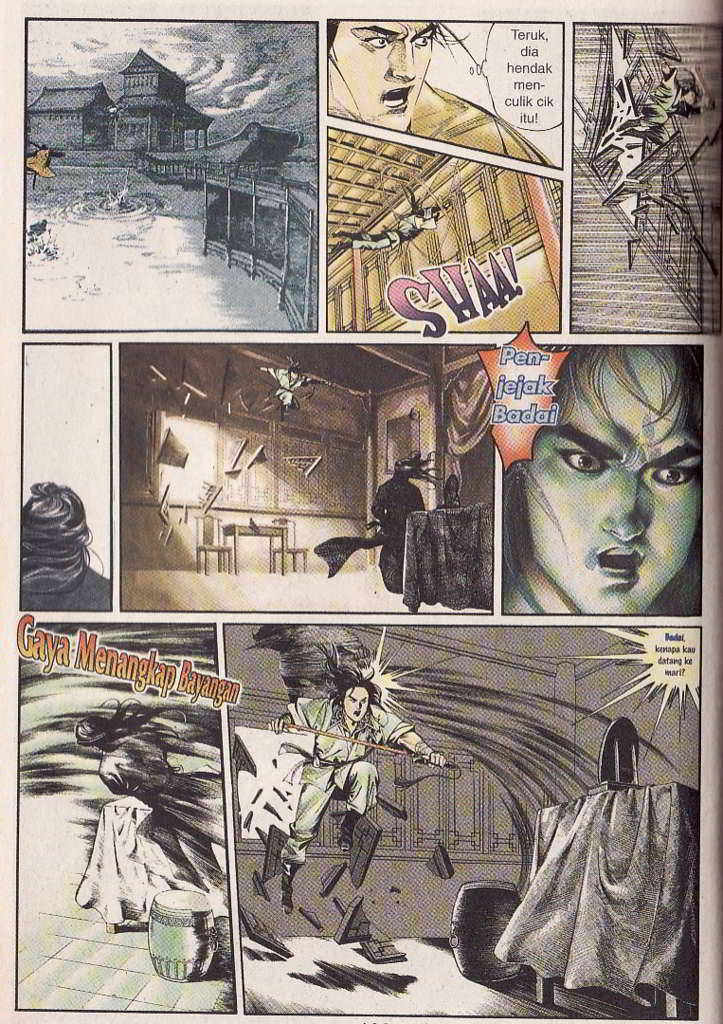 Teruk,
dia
hendak
men-
culik cik
itu!
SHAA!
Pen-
jejak
Badai
Gaya Menangkap Bayangan
Badai,
kenapa kau
datang ke
mari?